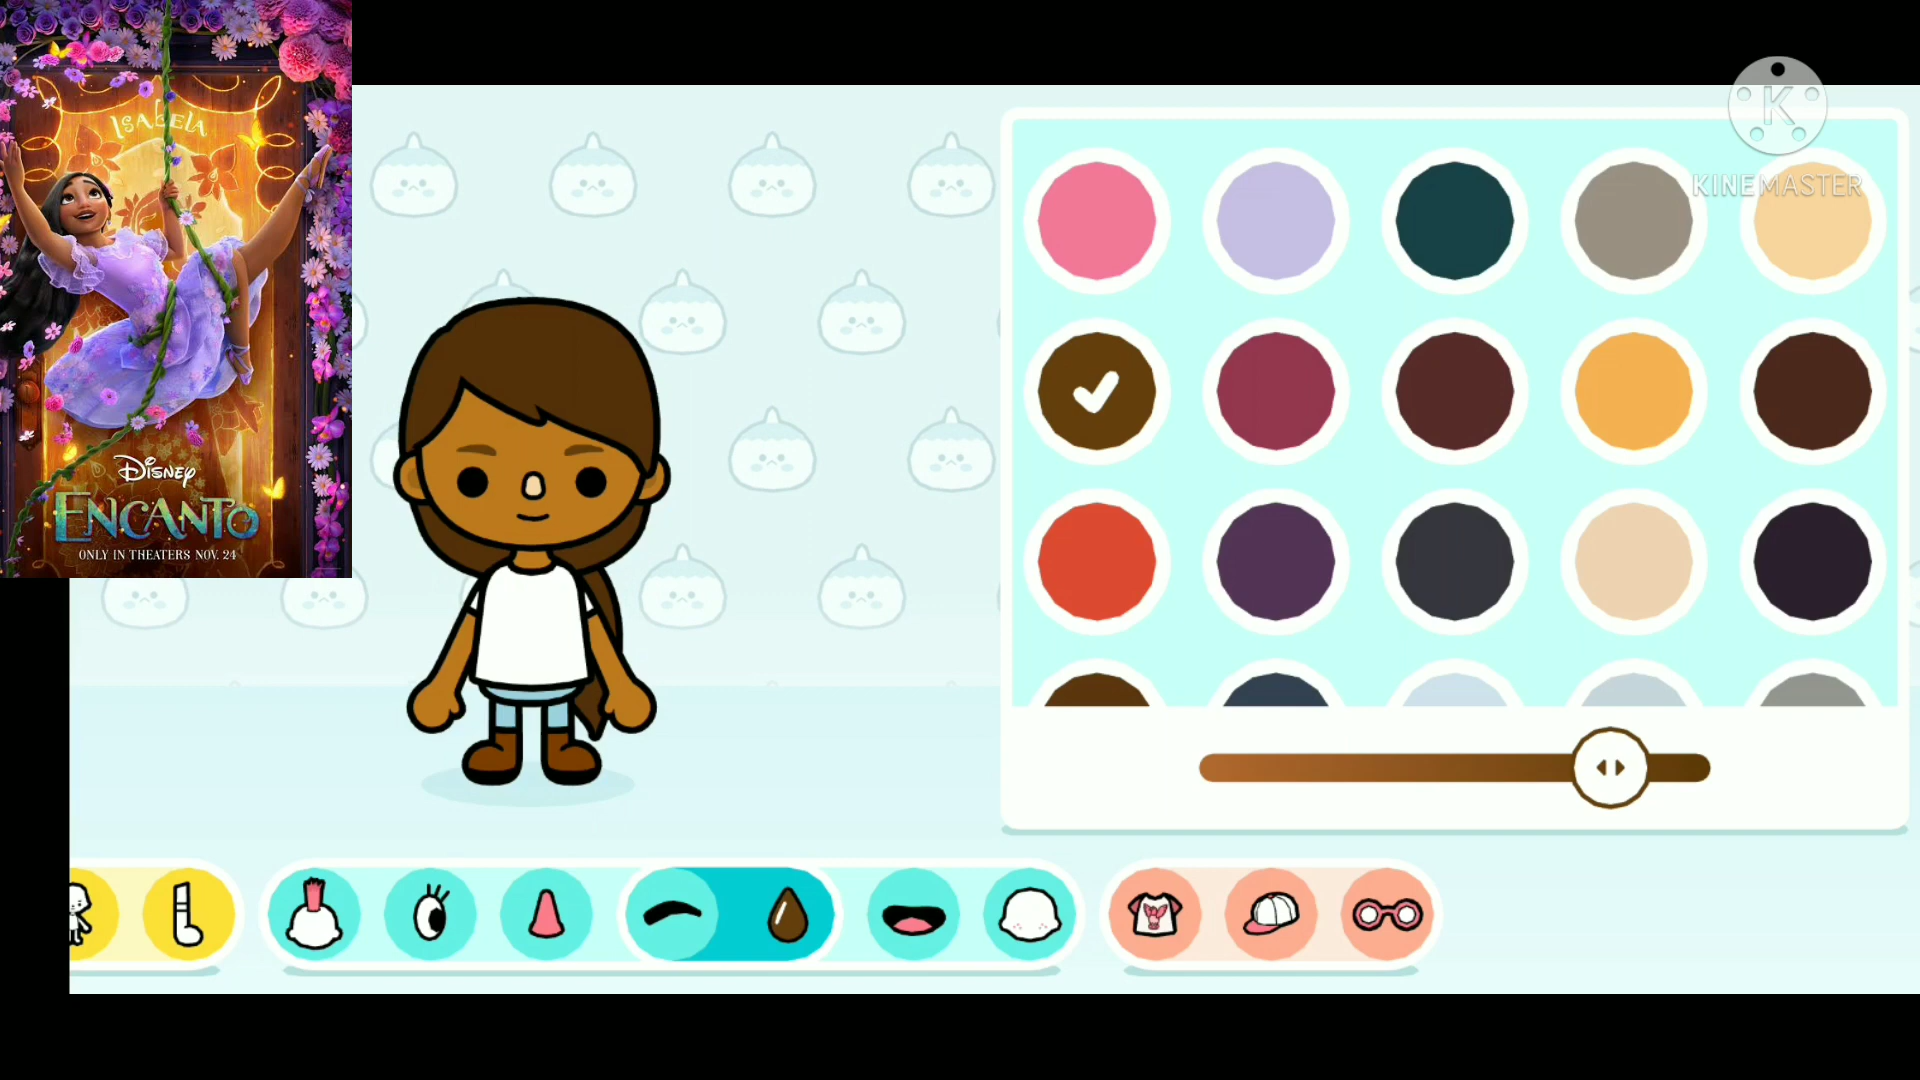 ISABELA
DISNEY
ENCANTO
ONLY IN THEATERS NOV. 24
K
KINEMASTER